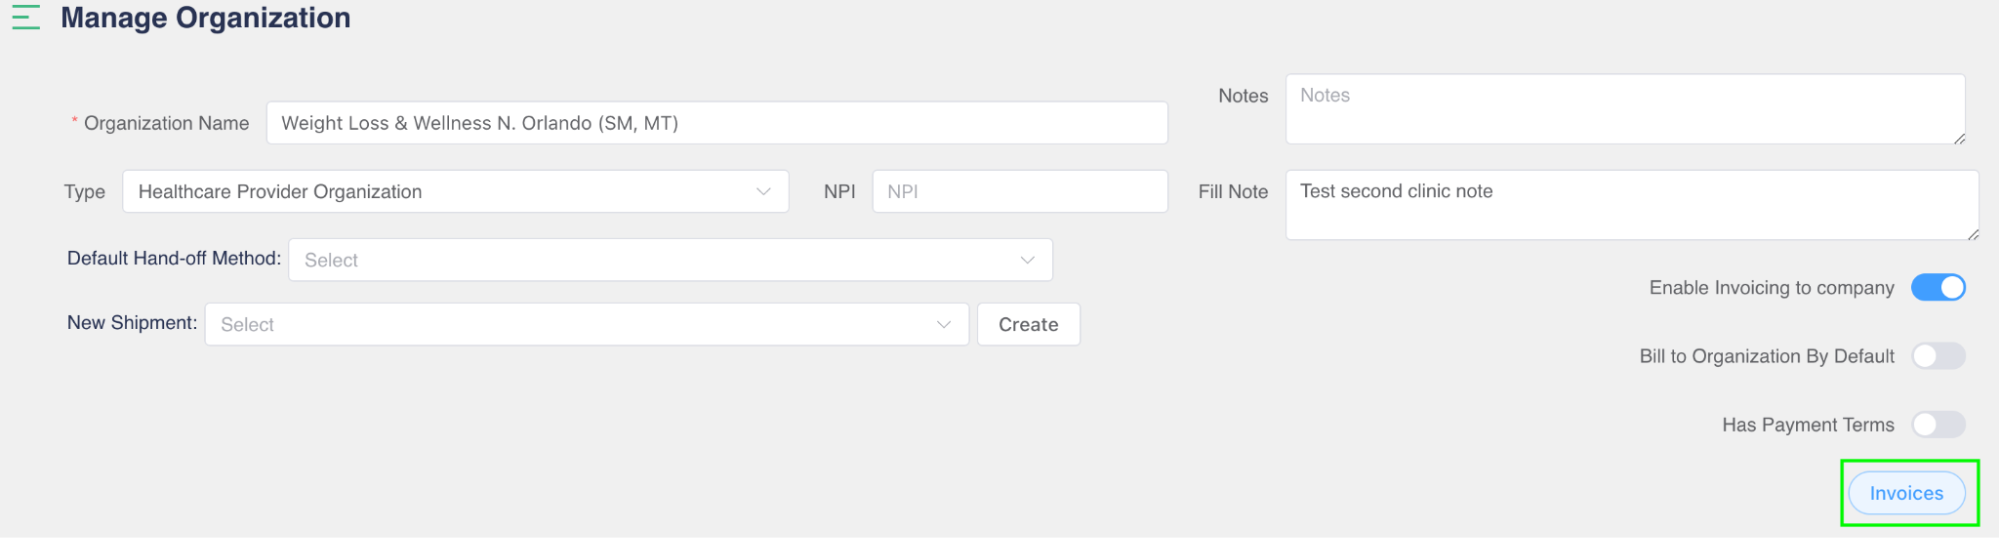 Manage Organization
Notes
Notes
* Organization Name
Weight Loss & Wellness N. Orlando (SM, MT)
Type
Healthcare Provider Organization
NPI
NPI
Fill Note
Test second clinic note
Default Hand-off Method:
Select
Enable Invoicing to company
New Shipment:
Select
Create
Bill to Organization By Default
Has Payment Terms
Invoices